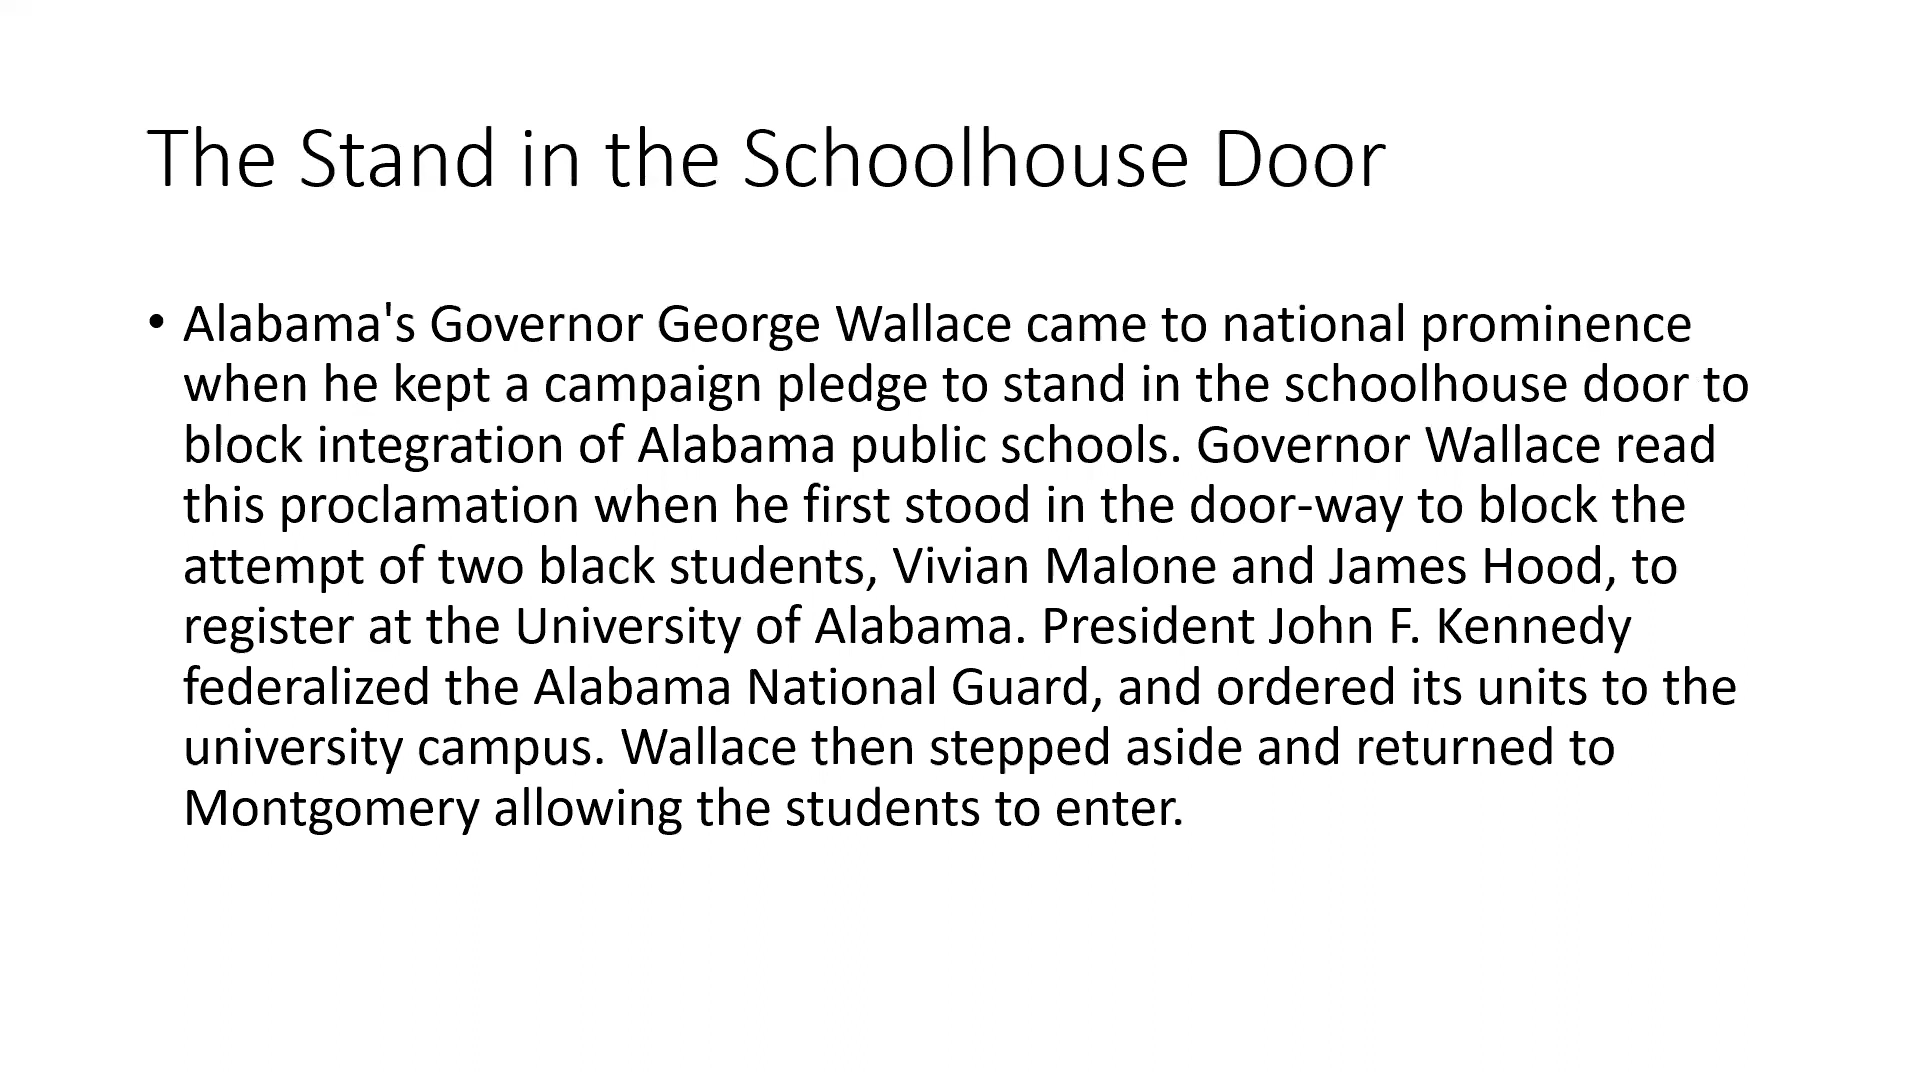 The Stand in the Schoolhouse Door
• Alabama's Governor George Wallace came to national prominence
when he kept a campaign pledge to stand in the schoolhouse door to
block integration of Alabama public schools. Governor Wallace read
this proclamation when he first stood in the door-way to block the
attempt of two black students, Vivian Malone and James Hood, to
register at the University of Alabama. President John F. Kennedy
federalized the Alabama National Guard, and ordered its units to the
university campus. Wallace then stepped aside and returned to
Montgomery allowing the students to enter.